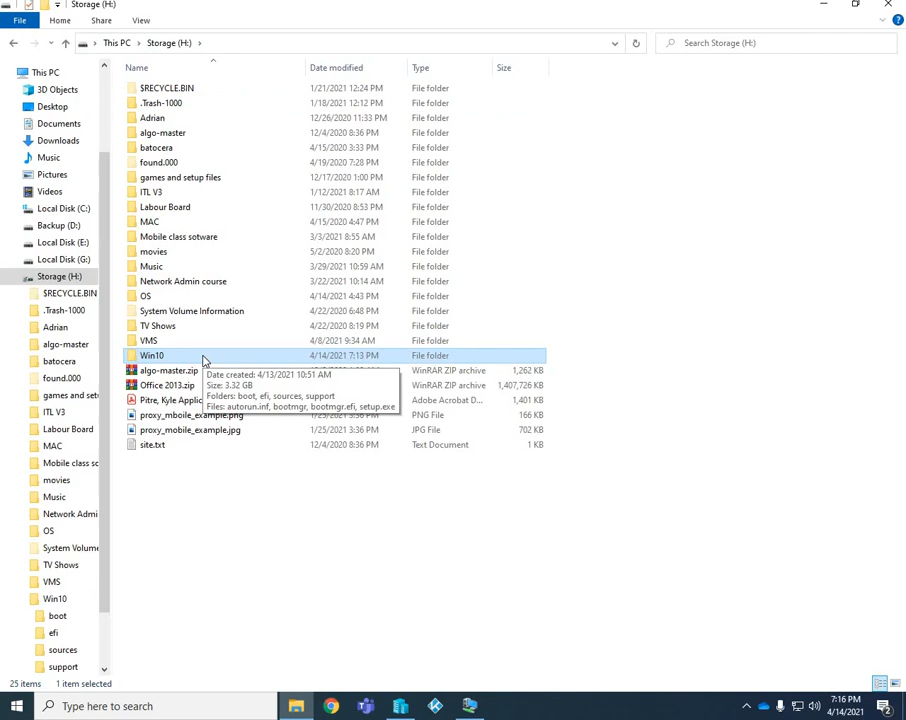 Storage (H:)
File Home Share View
This PC Storage (H:) Search Storage (H:)
Name Date modified Type Size
This PC
3D Objects
Desktop
Documents
Downloads
Music
Pictures
Videos
Local Disk (C:)
Backup (D:)
Local Disk (E:)
Local Disk (G:)
Storage (H:)
$RECYCLE.BIN
.Trash-1000
Adrian
algo-master
batocera
found.000
games and setu
ITL V3
Labour Board
MAC
Mobile class sc
movies
Music
Network Admi
OS
System Volume
TV Shows
VMS
Win10
boot
efi
sources
support
$RECYCLE.BIN 1/21/2021 12:24 PM File folder
.Trash-1000 1/18/2021 12:12 PM File folder
Adrian 12/26/2020 11:33 PM File folder
algo-master 12/4/2020 8:36 PM File folder
batocera 4/15/2020 3:33 PM File folder
found.000 4/19/2020 7:28 PM File folder
games and setup files 12/17/2020 1:00 PM File folder
ITL V3 1/12/2021 8:17 AM File folder
Labour Board 11/30/2020 8:53 PM File folder
MAC 4/15/2020 4:47 PM File folder
Mobile class sotware 3/3/2021 8:55 AM File folder
movies 5/2/2020 8:20 PM File folder
Music 3/29/2021 10:59 AM File folder
Network Admin course 3/22/2021 10:14 AM File folder
OS 4/14/2021 4:43 PM File folder
System Volume Information 4/22/2020 6:48 PM File folder
TV Shows 4/22/2020 8:19 PM File folder
VMS 4/8/2021 9:34 AM File folder
Win10 4/14/2021 7:13 PM File folder
algo-master.zip WinRAR ZIP archive 1,262 KB
Office 2013.zip WinRAR ZIP archive 1,407,726 KB
Pitre, Kyle Applic Adobe Acrobat D... 1,401 KB
proxy_mboile_example.png 1/25/2021 3:36 PM PNG File 166 KB
proxy_mobile_example.jpg 1/25/2021 3:36 PM JPG File 702 KB
site.txt 12/4/2020 8:36 PM Text Document 1 KB
Date created: 4/13/2021 10:51 AM
Size: 3.32 GB
Folders: boot, efi, sources, support
Files: autorun.inf, bootmgr, bootmgr.efi, setup.exe
25 items 1 item selected
Type here to search
7:16 PM
4/14/2021
2